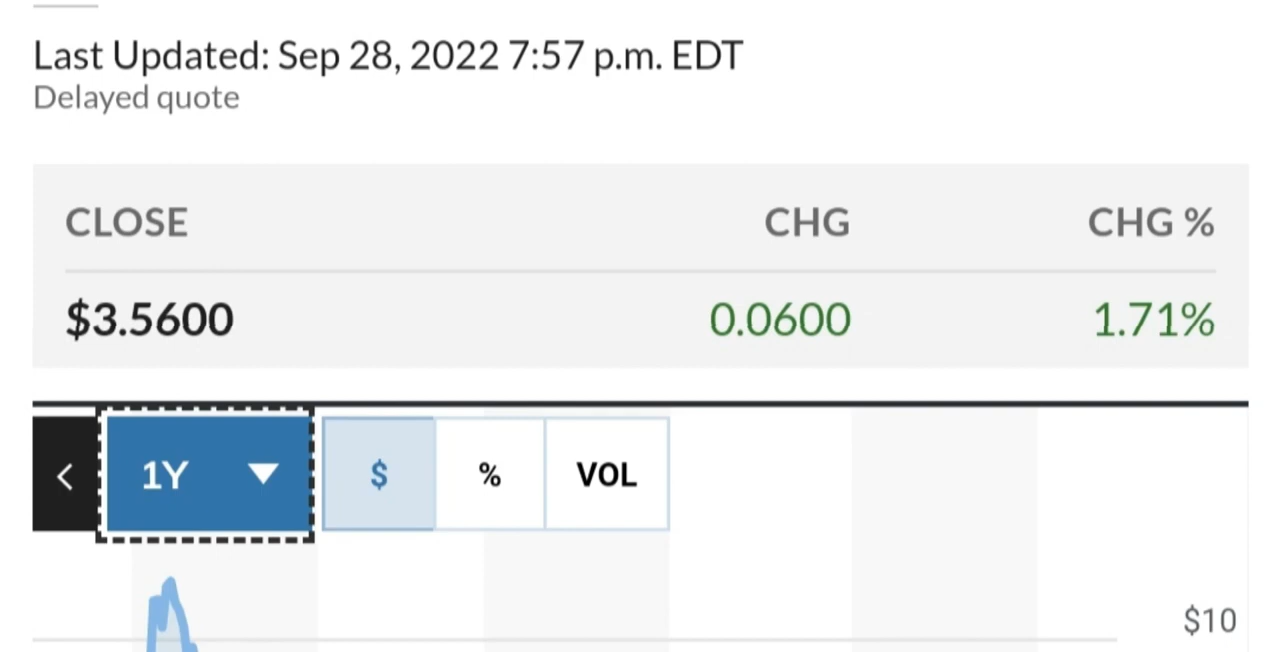 Last Updated: Sep 28, 2022 7:57 p.m. EDT
Delayed quote
CLOSE CHG CHG %
$3.5600 0.0600 1.71%
1Y $ % VOL
$10